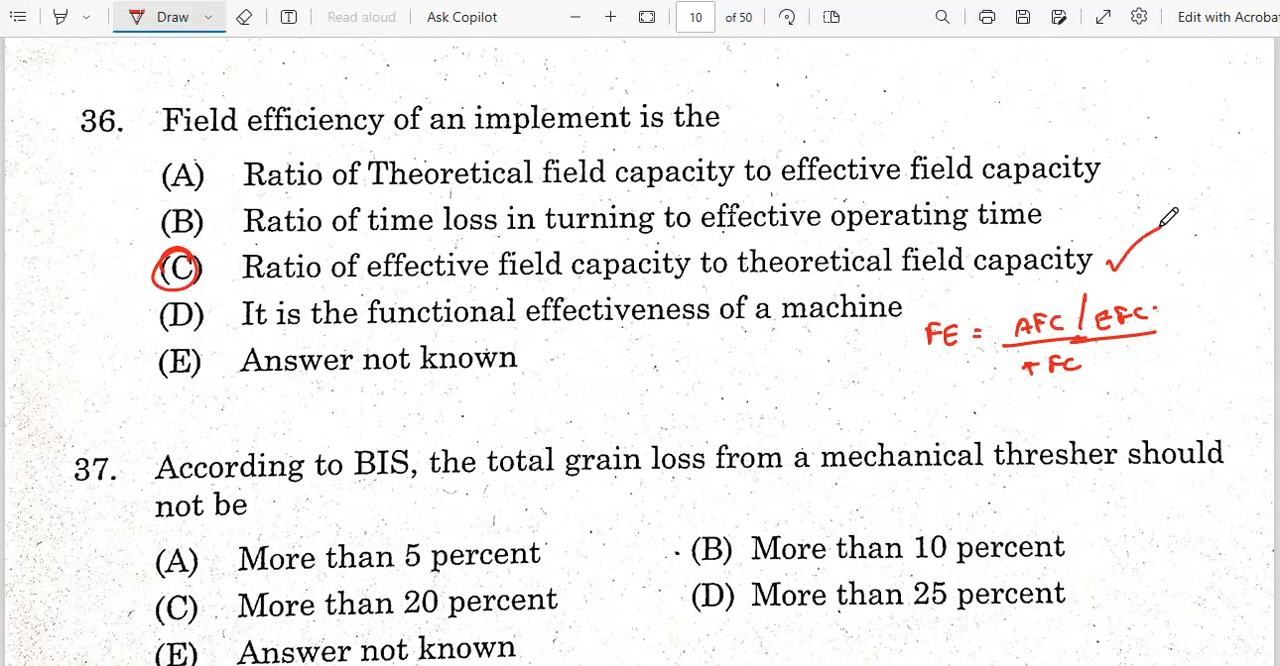 Draw
Read aloud
Ask Copilot
10
of 50
Edit with Acroba
36. Field efficiency of an implement is the
(A) Ratio of Theoretical field capacity to effective field capacity
(B) Ratio of time loss in turning to effective operating time
(C) Ratio of effective field capacity to theoretical field capacity
(D) It is the functional effectiveness of a machine
FE = AFC / EFC.
TFC
(E) Answer not known
37. According to BIS, the total grain loss from a mechanical thresher should
not be
(A) More than 5 percent (B) More than 10 percent
(C) More than 20 percent (D) More than 25 percent
(E) Answer not known